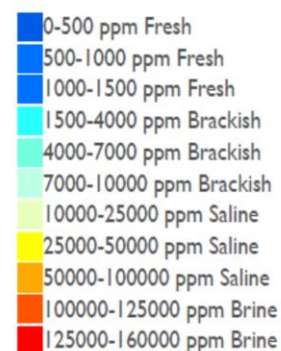 0-500 ppm Fresh
500-1000 ppm Fresh
1000-1500 ppm Fresh
1500-4000 ppm Brackish
4000-7000 ppm Brackish
7000-10000 ppm Brackish
10000-25000 ppm Saline
25000-50000 ppm Saline
50000-100000 ppm Saline
100000-125000 ppm Brine
125000-160000 ppm Brine